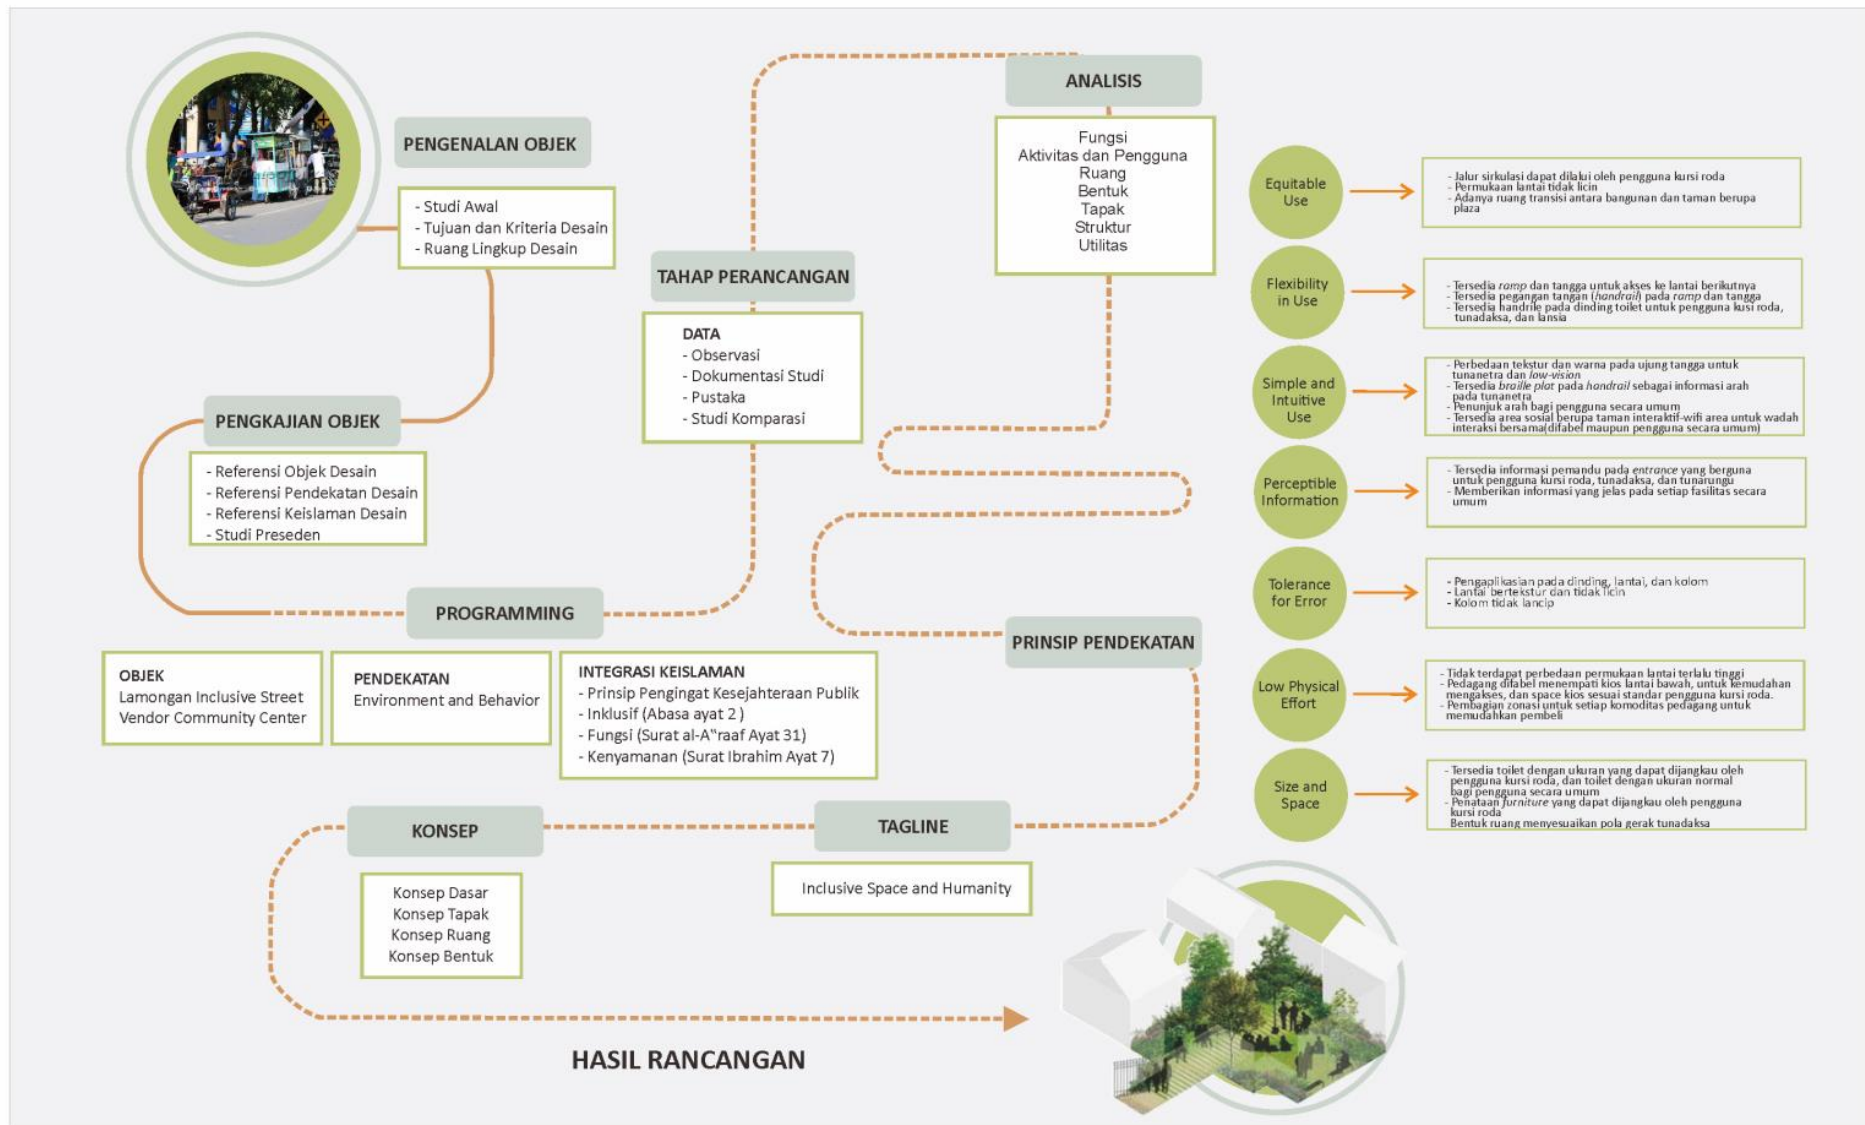 PENGENALAN OBJEK
- Studi Awal
- Tujuan dan Kriteria Desain
- Ruang Lingkup Desain
PENGKAJIAN OBJEK
- Referensi Objek Desain
- Referensi Pendekatan Desain
- Referensi Keislaman Desain
- Studi Preseden
PROGRAMMING
OBJEK
Lamongan Inclusive Street
Vendor Community Center
PENDEKATAN
Environment and Behavior
INTEGRASI KEISLAMAN
- Prinsip Pengingat Kesejahteraan Publik
- Inklusif (Abasa ayat 2 )
- Fungsi (Surat al-A‟raaf Ayat 31)
- Kenyamanan (Surat Ibrahim Ayat 7)
TAHAP PERANCANGAN
DATA
- Observasi
- Dokumentasi Studi
- Pustaka
- Studi Komparasi
ANALISIS
Fungsi
Aktivitas dan Pengguna
Ruang
Bentuk
Tapak
Struktur
Utilitas
PRINSIP PENDEKATAN
Equitable
Use
- Jalur sirkulasi dapat dilalui oleh pengguna kursi roda
- Permukaan lantai tidak licin
- Adanya ruang transisi antara bangunan dan taman berupa
plaza
Flexibility
in Use
- Tersedia ramp dan tangga untuk akses ke lantai berikutnya
- Tersedia pegangan tangan (handrail) pada ramp dan tangga
- Tersedia handrile pada dinding toilet untuk pengguna kusi roda,
tunadaksa, dan lansia
Simple and
Intuitive
Use
- Perbedaan tekstur dan warna pada ujung tangga untuk
tunanetra dan low-vision
- Tersedia braille plat pada handrail sebagai informasi arah
pada tunanetra
- Penunjuk arah bagi pengguna secara umum
- Tersedia area sosial berupa taman interaktif-wifi area untuk wadah
interaksi bersama(difabel maupun pengguna secara umum)
Perceptible
Information
- Tersedia informasi pemandu pada entrance yang berguna
untuk pengguna kursi roda, tunadaksa, dan tunarungu
- Memberikan informasi yang jelas pada setiap fasilitas secara
umum
Tolerance
for Error
- Pengaplikasian pada dinding, lantai, dan kolom
- Lantai bertekstur dan tidak licin
- Kolom tidak lancip
Low Physical
Effort
- Tidak terdapat perbedaan permukaan lantai terlalu tinggi
- Pedagang difabel menempati kios lantai bawah, untuk kemudahan
mengakses, dan space kios sesuai standar pengguna kursi roda.
- Pembagian zonasi untuk setiap komoditas pedagang untuk
memudahkan pembeli
Size and
Space
- Tersedia toilet dengan ukuran yang dapat dijangkau oleh
pengguna kursi roda, dan toilet dengan ukuran normal
bagi pengguna secara umum
- Penataan furniture yang dapat dijangkau oleh pengguna
kursi roda
Bentuk ruang menyesuaikan pola gerak tunadaksa
TAGLINE
Inclusive Space and Humanity
KONSEP
Konsep Dasar
Konsep Tapak
Konsep Ruang
Konsep Bentuk
HASIL RANCANGAN